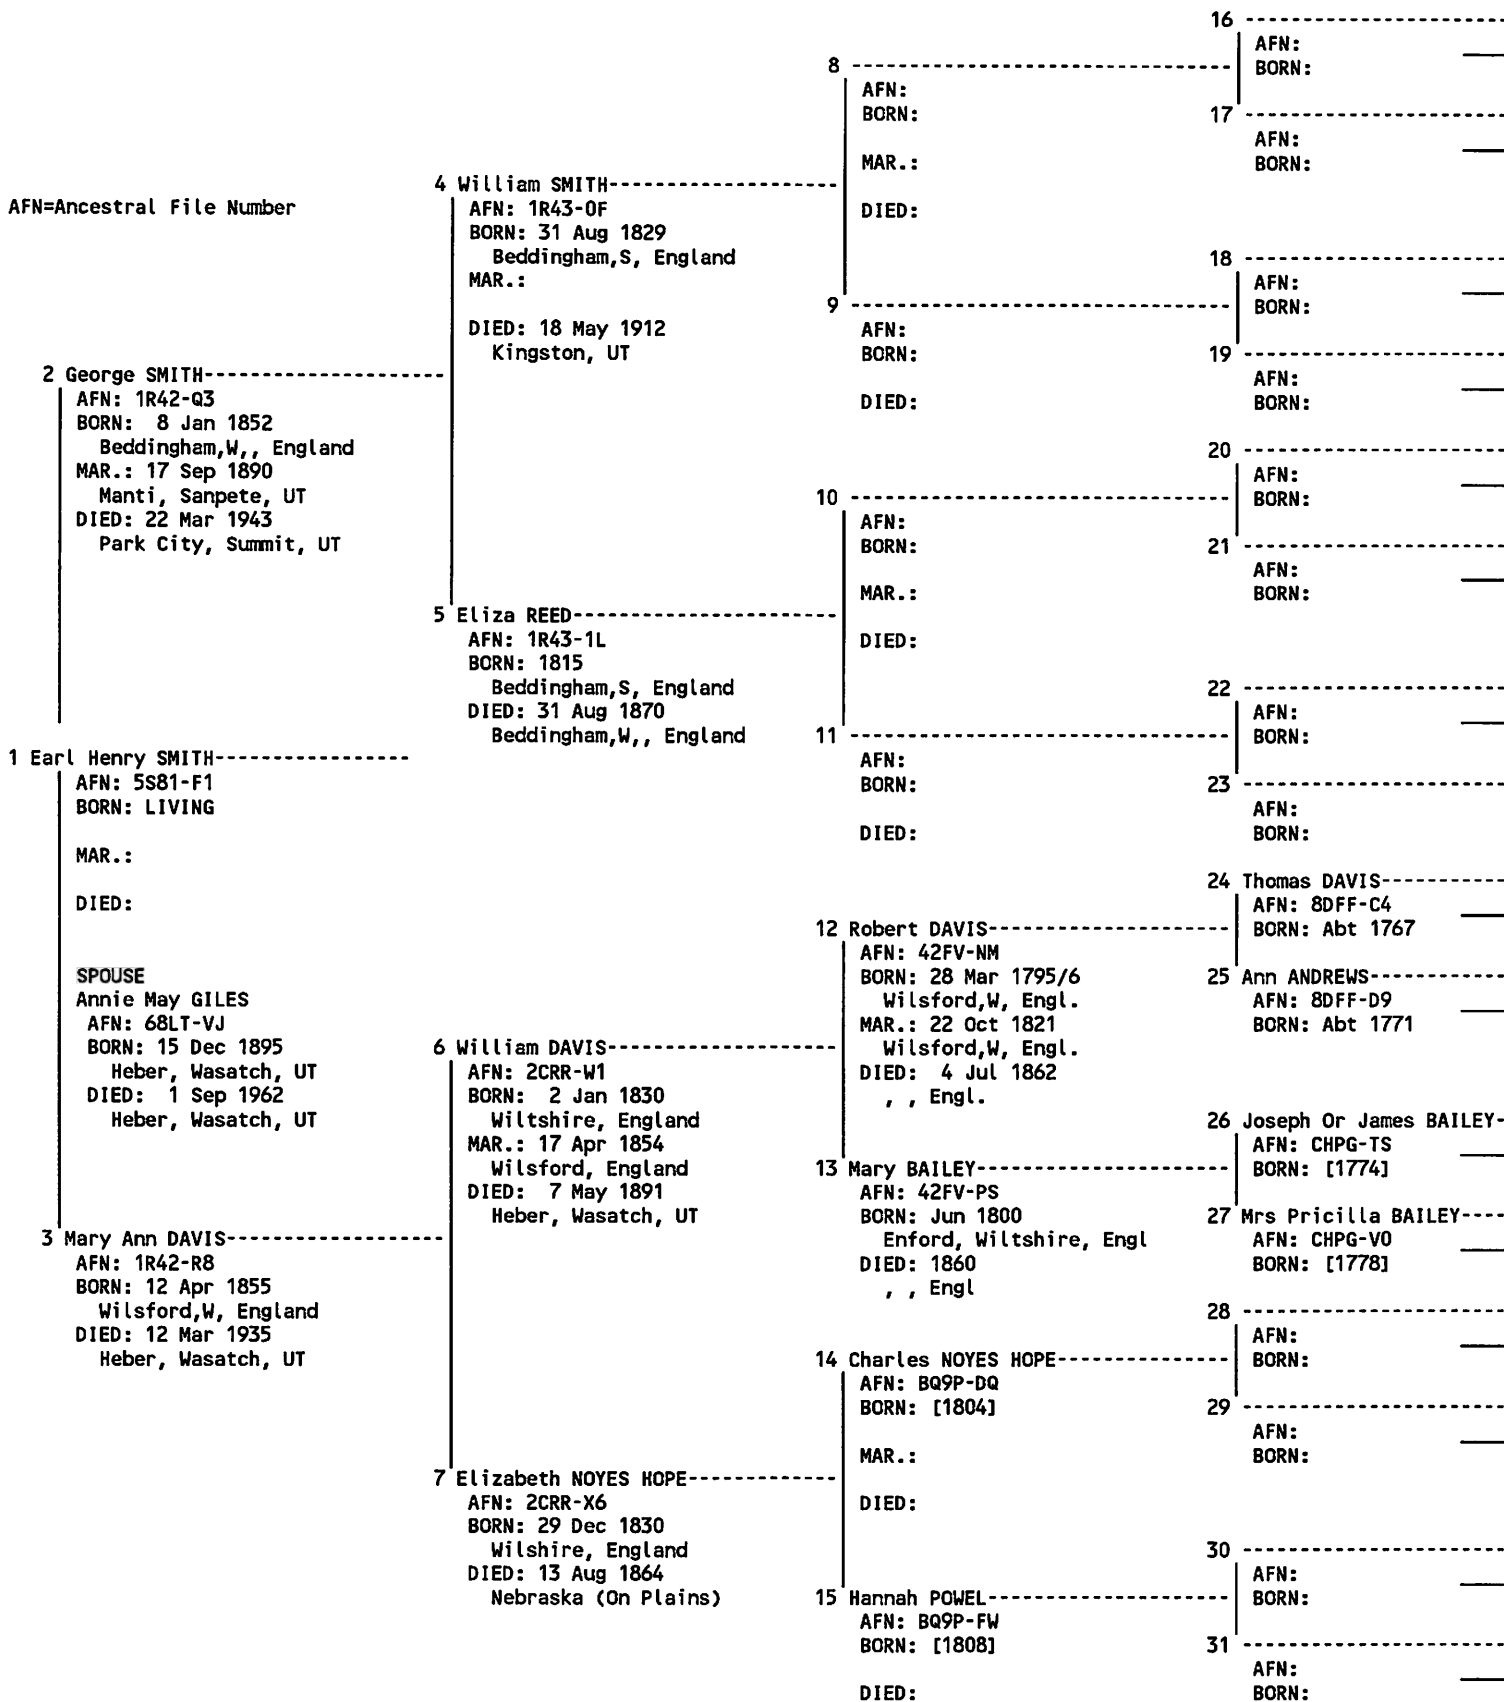 AFN=Ancestral File Number
1 Earl Henry SMITH----------------
AFN: 5S81-F1
BORN: LIVING
MAR.:
DIED:
SPOUSE
Annie May GILES
AFN: 68LT-VJ
BORN: 15 Dec 1895
Heber, Wasatch, UT
DIED:  1 Sep 1962
Heber, Wasatch, UT
2 George SMITH--------------------
AFN: 1R42-Q3
BORN:  8 Jan 1852
Beddingham,W,, England
MAR.: 17 Sep 1890
Manti, Sanpete, UT
DIED: 22 Mar 1943
Park City, Summit, UT
3 Mary Ann DAVIS------------------
AFN: 1R42-R8
BORN: 12 Apr 1855
Wilsford,W, England
DIED: 12 Mar 1935
Heber, Wasatch, UT
4 William SMITH-------------------
AFN: 1R43-0F
BORN: 31 Aug 1829
Beddingham,S, England
MAR.:
DIED: 18 May 1912
Kingston, UT
5 Eliza REED----------------------
AFN: 1R43-1L
BORN: 1815
Beddingham,S, England
DIED: 31 Aug 1870
Beddingham,W,, England
6 William DAVIS-------------------
AFN: 2CRR-W1
BORN:  2 Jan 1830
Wiltshire, England
MAR.: 17 Apr 1854
Wilsford, England
DIED:  7 May 1891
Heber, Wasatch, UT
7 Elizabeth NOYES HOPE------------
AFN: 2CRR-X6
BORN: 29 Dec 1830
Wilshire, England
DIED: 13 Aug 1864
Nebraska (On Plains)
8 --------------------------------
AFN:
BORN:
MAR.:
DIED:
9 --------------------------------
AFN:
BORN:
DIED:
10 --------------------------------
AFN:
BORN:
MAR.:
DIED:
11 --------------------------------
AFN:
BORN:
DIED:
12 Robert DAVIS--------------------
AFN: 42FV-NM
BORN: 28 Mar 1795/6
Wilsford,W, Engl.
MAR.: 22 Oct 1821
Wilsford,W, Engl.
DIED:  4 Jul 1862
, , Engl.
13 Mary BAILEY---------------------
AFN: 42FV-PS
BORN: Jun 1800
Enford, Wiltshire, Engl
DIED: 1860
, , Engl
14 Charles NOYES HOPE--------------
AFN: BQ9P-DQ
BORN: [1804]
MAR.:
DIED:
15 Hannah POWEL--------------------
AFN: BQ9P-FW
BORN: [1808]
DIED:
16 ----------------------
AFN:
BORN:
17 ----------------------
AFN:
BORN:
18 ----------------------
AFN:
BORN:
19 ----------------------
AFN:
BORN:
20 ----------------------
AFN:
BORN:
21 ----------------------
AFN:
BORN:
22 ----------------------
AFN:
BORN:
23 ----------------------
AFN:
BORN:
24 Thomas DAVIS----------
AFN: 8DFF-C4
BORN: Abt 1767
25 Ann ANDREWS-----------
AFN: 8DFF-D9
BORN: Abt 1771
26 Joseph Or James BAILEY-
AFN: CHPG-TS
BORN: [1774]
27 Mrs Pricilla BAILEY----
AFN: CHPG-V0
BORN: [1778]
28 ----------------------
AFN:
BORN:
29 ----------------------
AFN:
BORN:
30 ----------------------
AFN:
BORN:
31 ----------------------
AFN:
BORN: